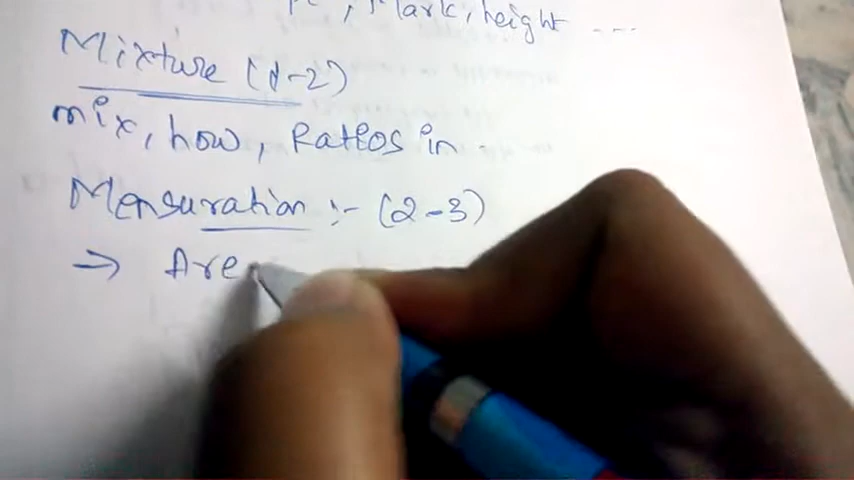 , Mark, height ---
Mixture (1-2)
mix, how, Ratios in -
Mensuration :- (2-3)
→ Are